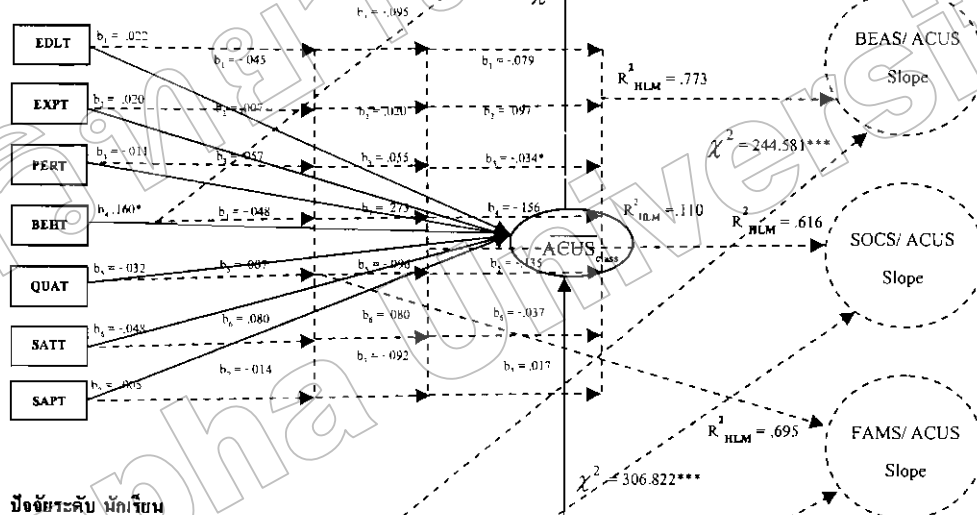 b₁ = -.095
EDLT b₁ = .022
b₁ = -.045 b₁ = -.079
BEAS/ ACUS
Slope
R²HLM = .773
EXPT b₂ = .020 b₂ = .007 b₂ = .020 b₂ = .097
χ² = 244.581***
PERT b₃ = -.011 b₃ = .057 b₃ = .055 b₃ = -.034*
BEHT b₄ .160* b₄ = -.048 = .273 b₄ = -.156
R²HLM = .110
R²HLM = .616
ACUS class
SOCS/ ACUS
Slope
QUAT b₅ = -.032 b₅ = .087 = -.096 = -.135
SATT b₆ = -.048 b₆ = .080 b₆ = .080 b₆ = -.037
SAPT b₇ = .005 b₇ = -.014 b₇ = -.092 b₇ = .017
R²HLM = .695
FAMS/ ACUS
Slope
χ² = 306.822***
ปัจจัยระดับ นักเรียน